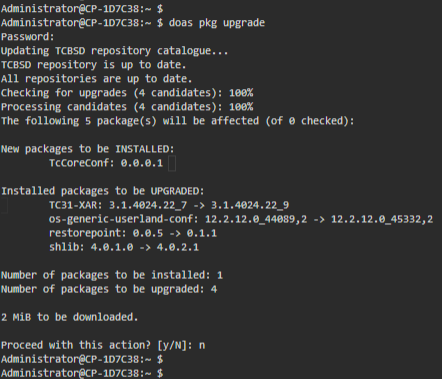 Administrator@CP-1D7C38:~ $
Administrator@CP-1D7C38:~ $ doas pkg upgrade
Password:
Updating TCBSD repository catalogue...
TCBSD repository is up to date.
All repositories are up to date.
Checking for upgrades (4 candidates): 100%
Processing candidates (4 candidates): 100%
The following 5 package(s) will be affected (of 0 checked):
New packages to be INSTALLED:
TcCoreConf: 0.0.0.1
Installed packages to be UPGRADED:
TC31-XAR: 3.1.4024.22_7 -> 3.1.4024.22_9
os-generic-userland-conf: 12.2.12.0_44089,2 -> 12.2.12.0_45332,2
restorepoint: 0.0.5 -> 0.1.1
shlib: 4.0.1.0 -> 4.0.2.1
Number of packages to be installed: 1
Number of packages to be upgraded: 4
2 MiB to be downloaded.
Proceed with this action? [y/N]: n
Administrator@CP-1D7C38:~ $
Administrator@CP-1D7C38:~ $